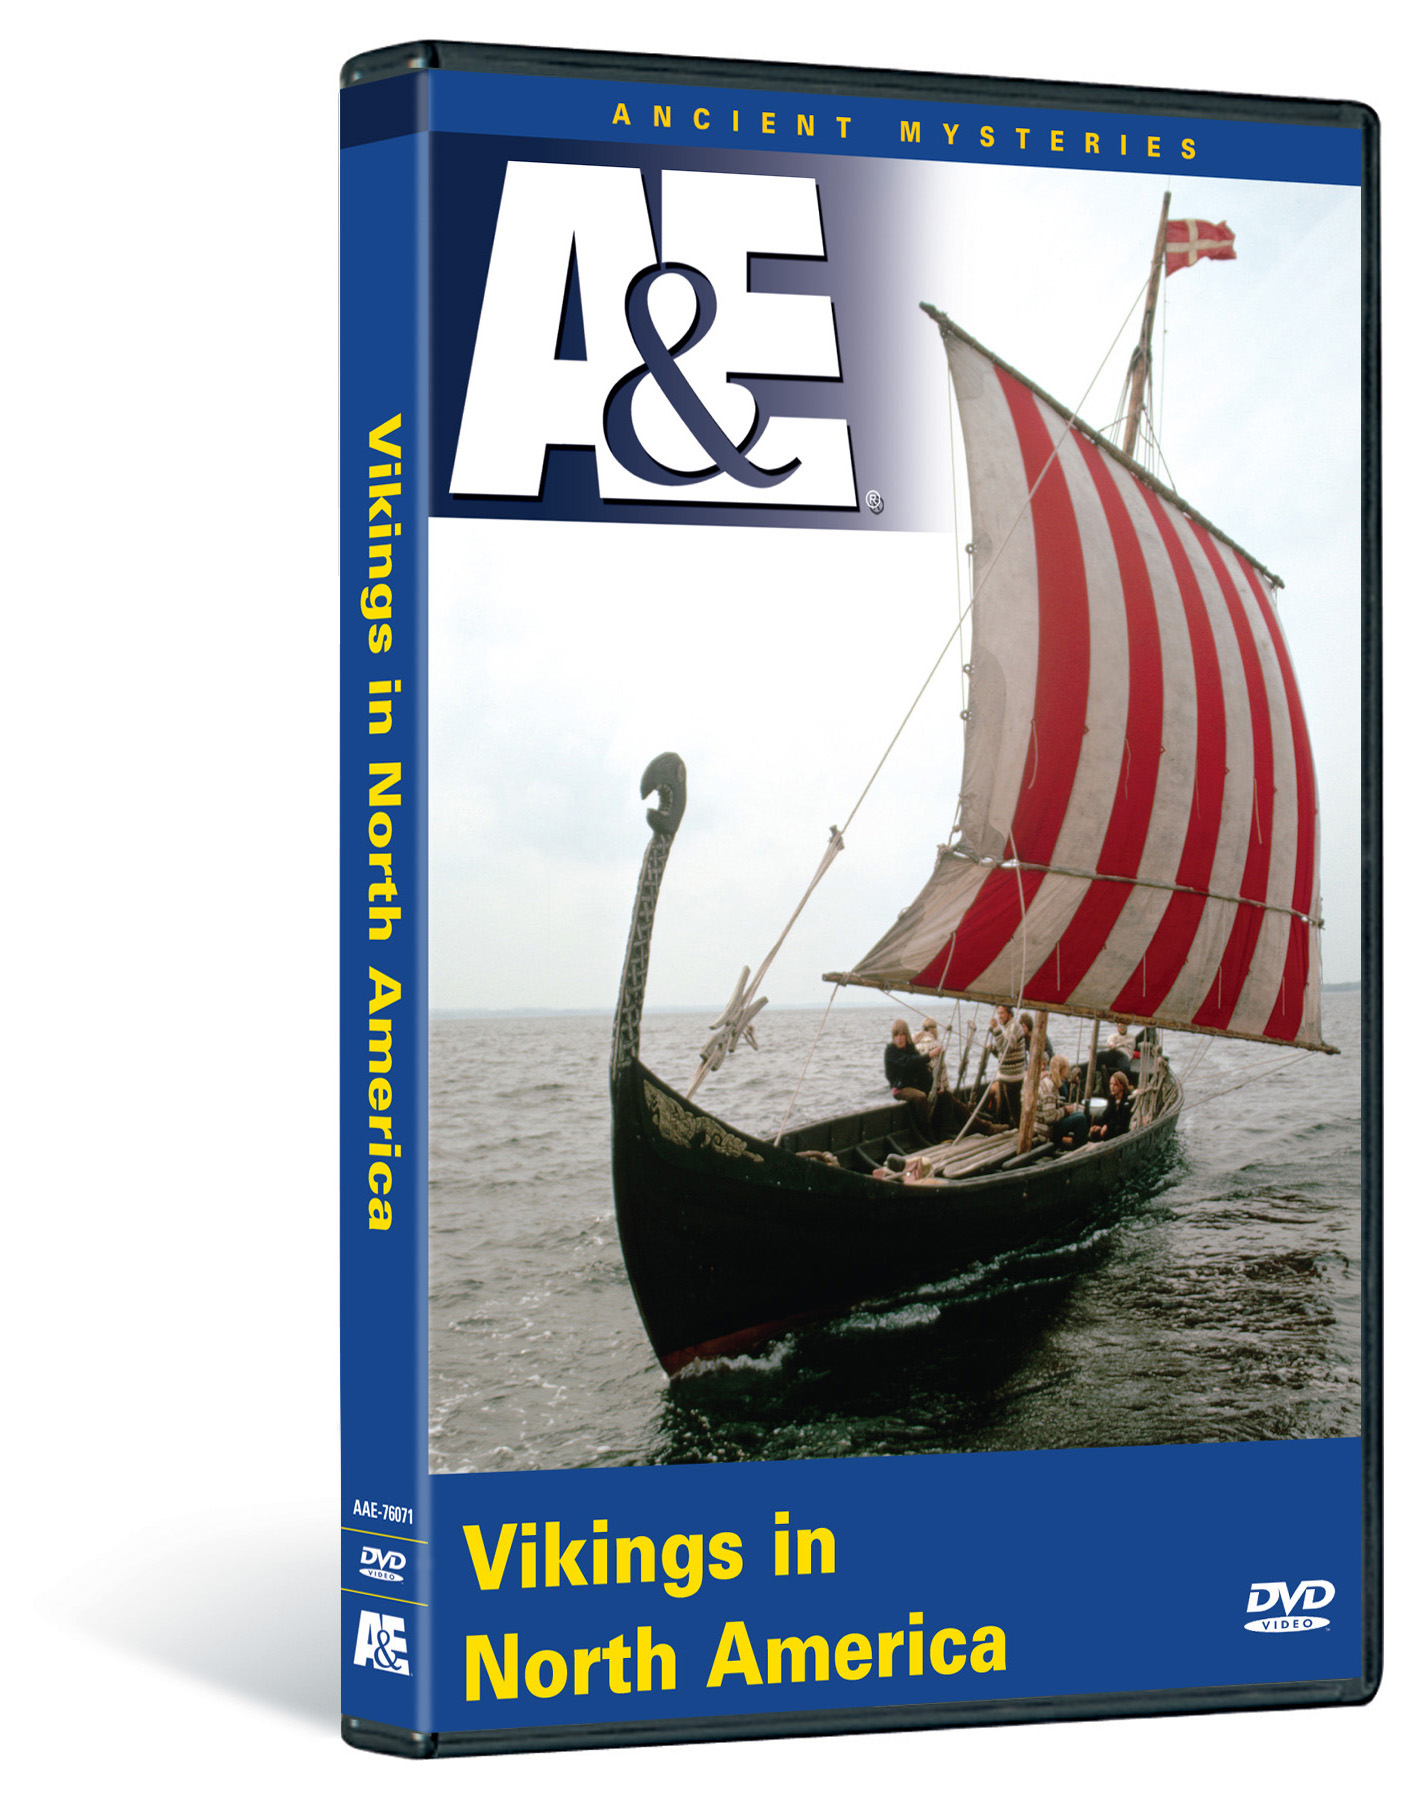 ANCIENT MYSTERIES
A&E®
Vikings in North America
AAE-76071
DVD
VIDEO
A&E
Vikings in
North America
DVD
VIDEO